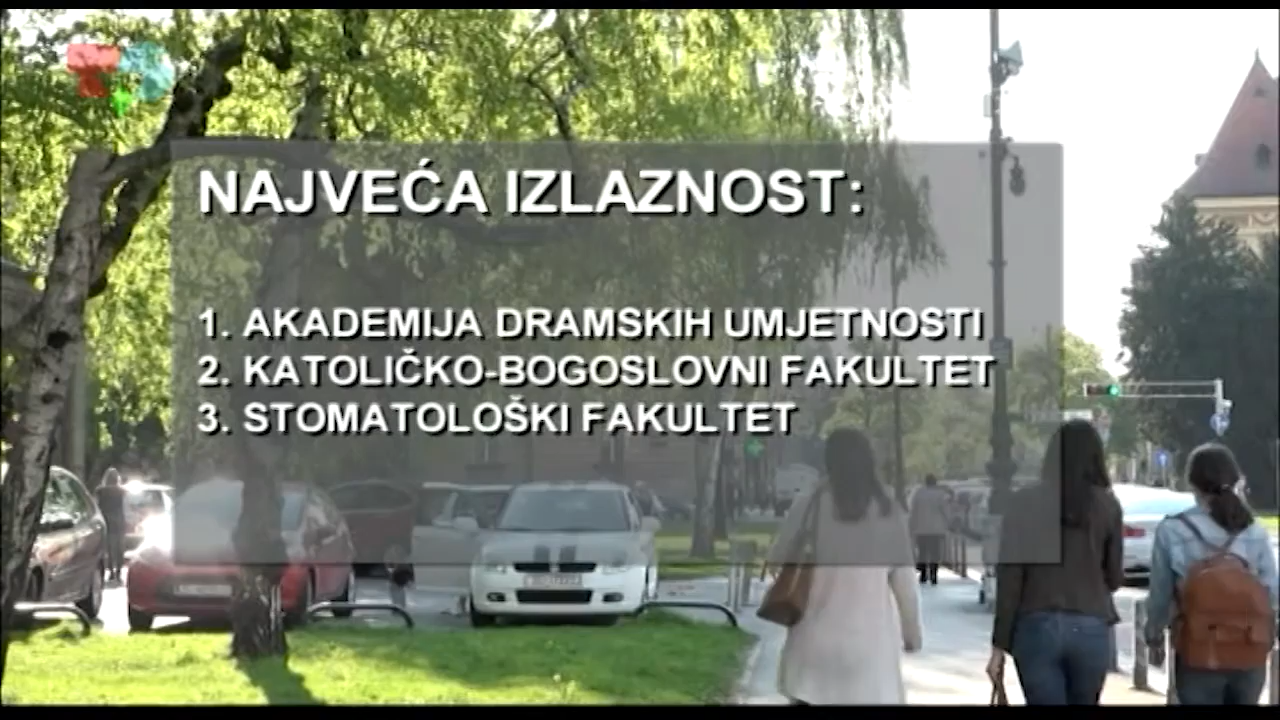 NAJVEĆA IZLAZNOST:
1. AKADEMIJA DRAMSKIH UMJETNOSTI
2. KATOLIČKO-BOGOSLOVNI FAKULTET
3. STOMATOLOŠKI FAKULTET